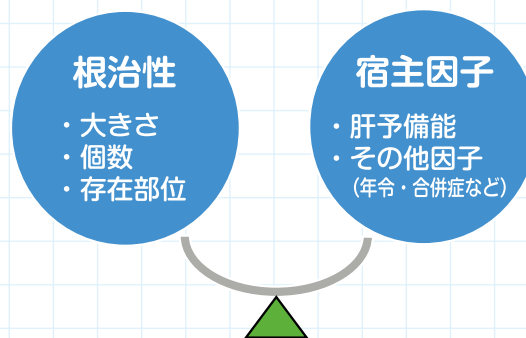 根治性
・大きさ
・個数
・存在部位
宿主因子
・肝予備能
・その他因子
（年令・合併症など）